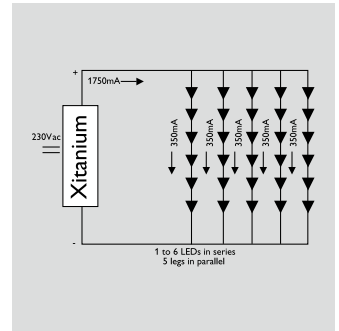 +
1750mA
230Vac
Xitanium
350mA
350mA
350mA
350mA
350mA
-
1 to 6 LEDs in series
5 legs in parallel